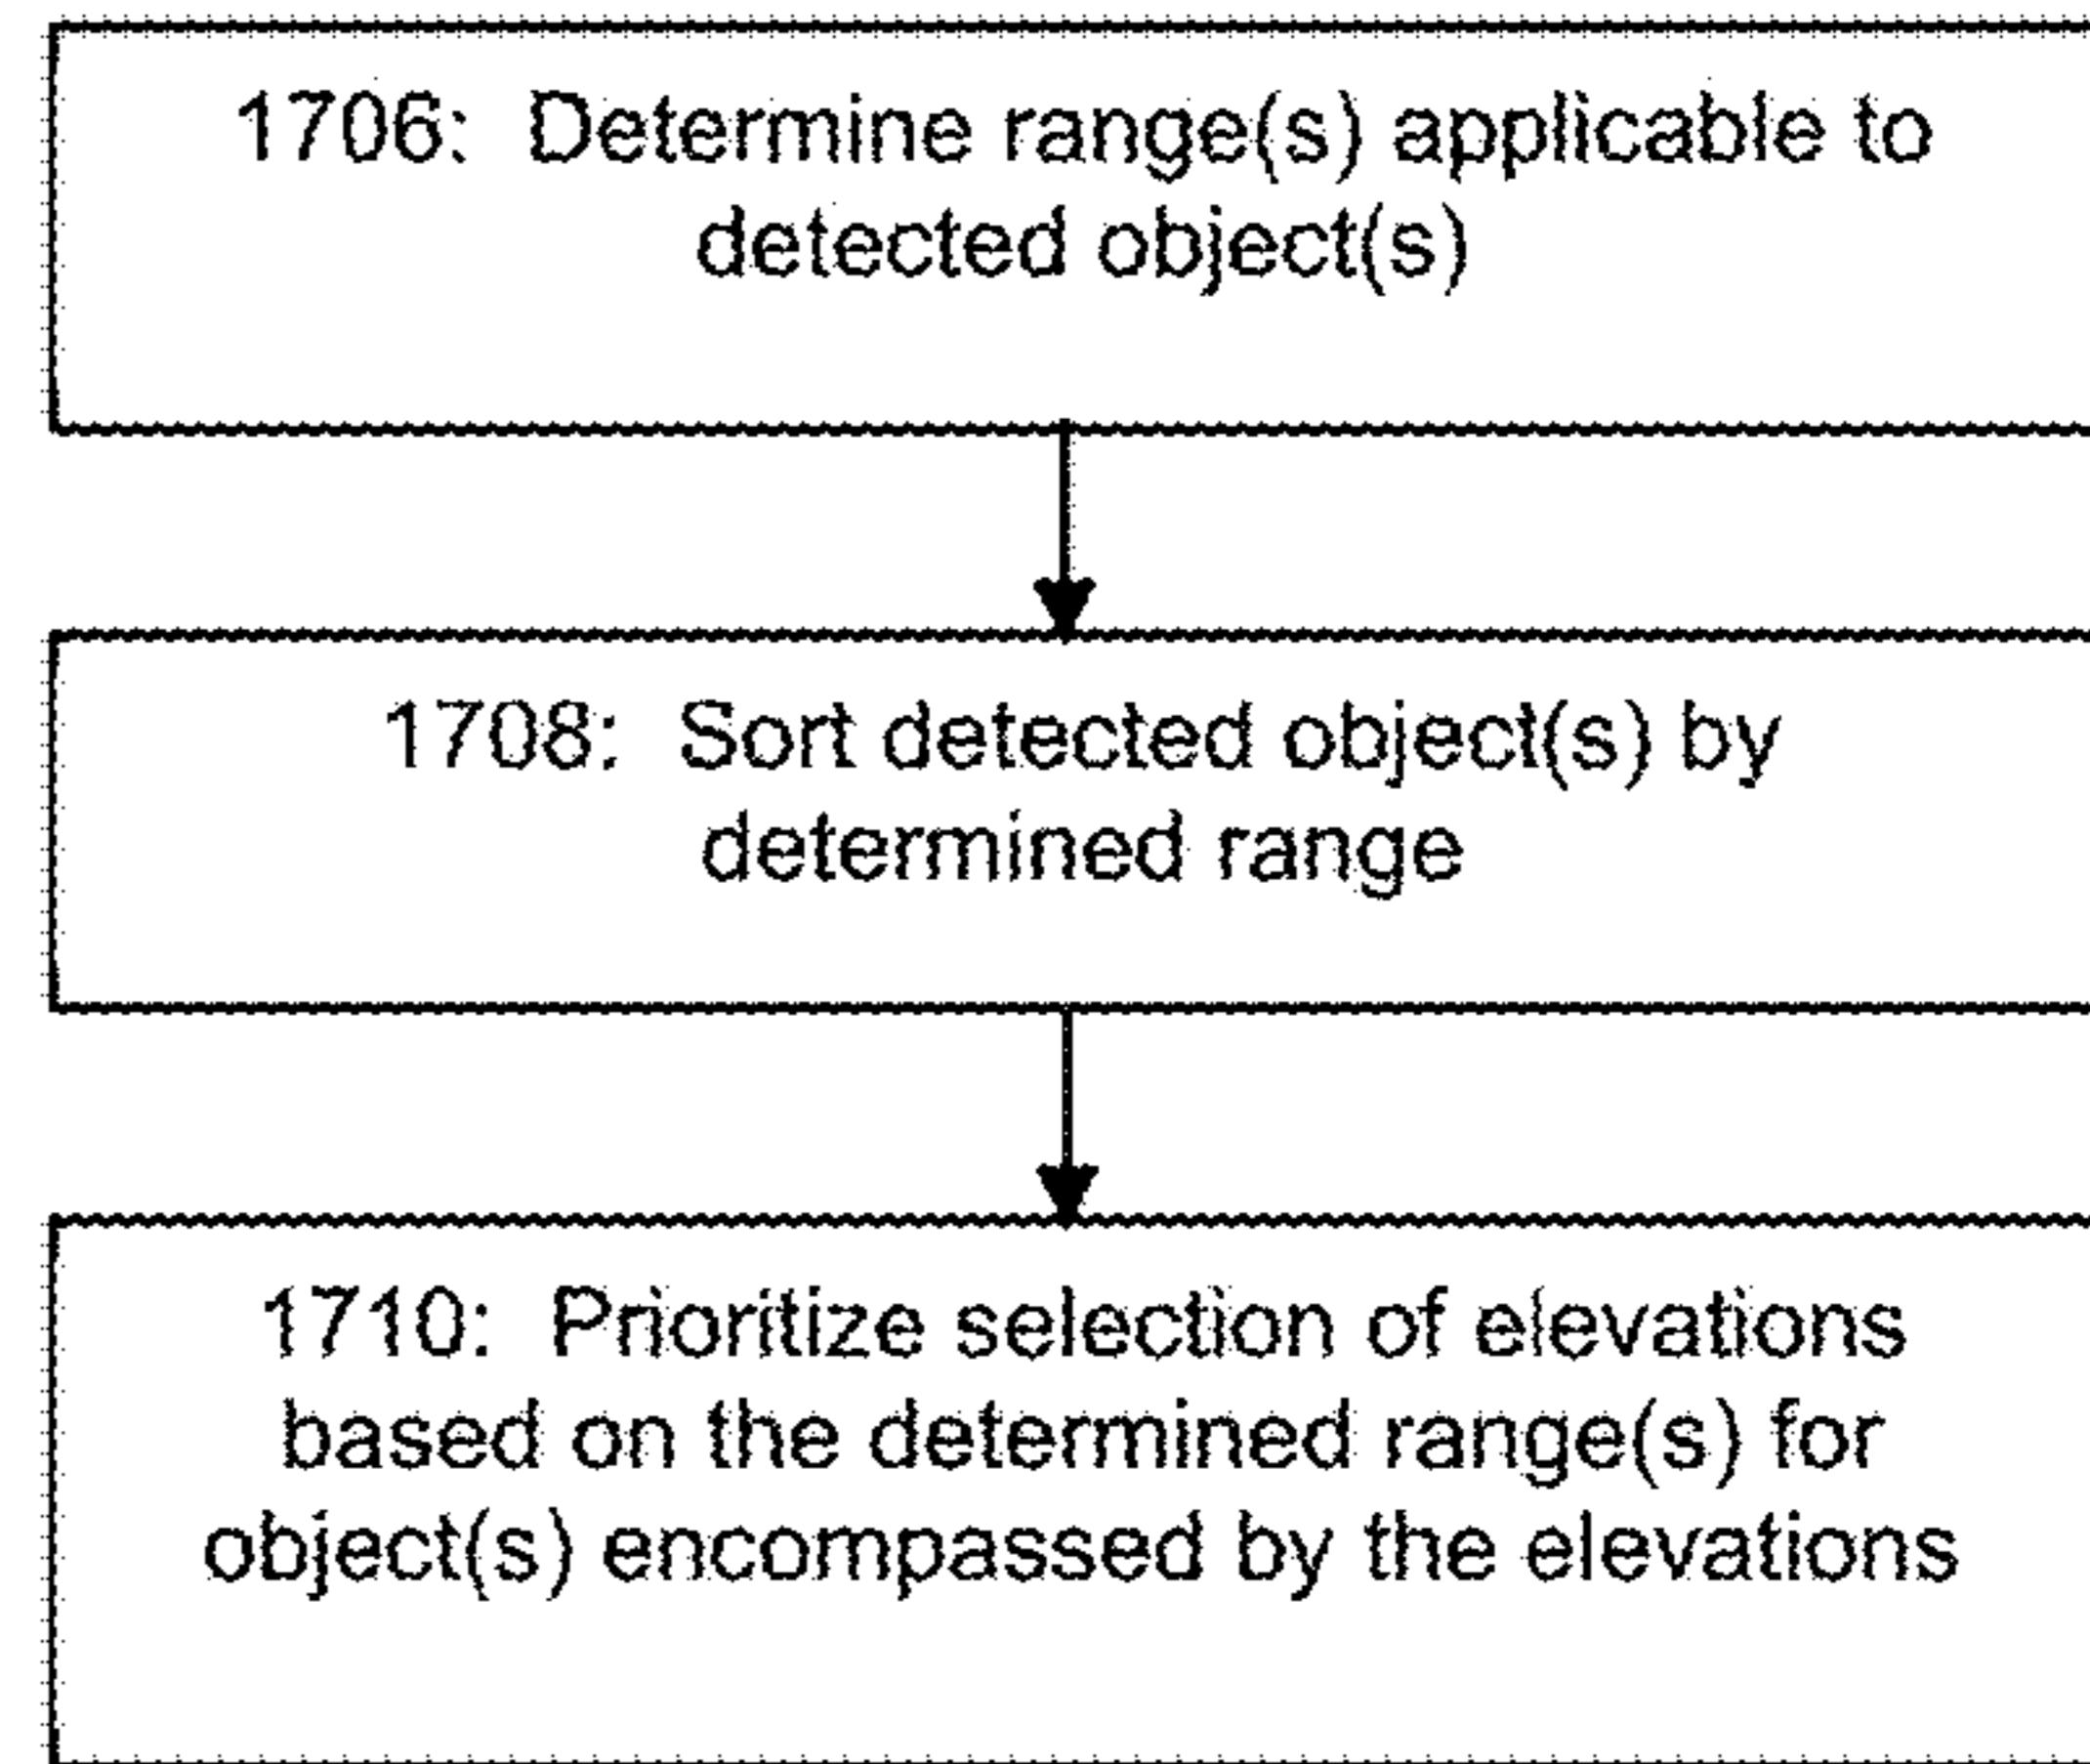 1706: Determine range(s) applicable to
detected object(s)
1708: Sort detected object(s) by
determined range
1710: Prioritize selection of elevations
based on the determined range(s) for
object(s) encompassed by the elevations